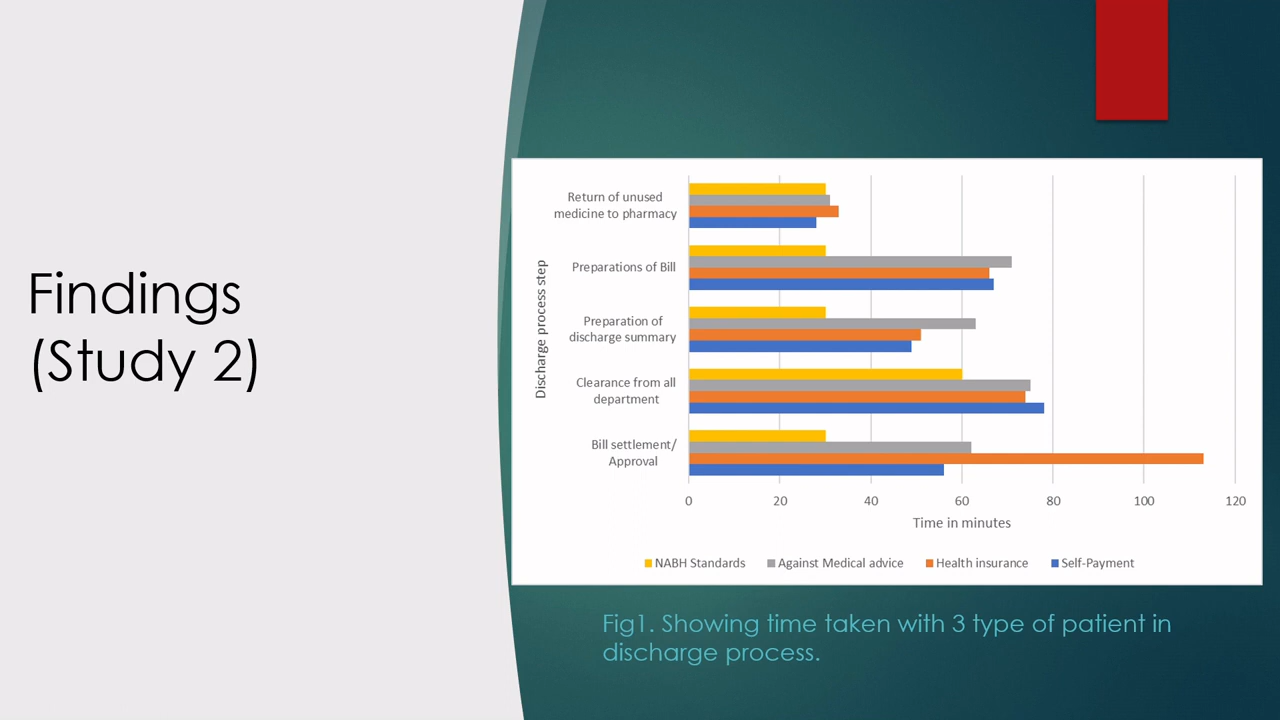 Findings
(Study 2)
Discharge process step
Return of unused
medicine to pharmacy
Preparations of Bill
Preparation of
discharge summary
Clearance from all
department
Bill settlement/
Approval
0 20 40 60 80 100 120
Time in minutes
NABH Standards Against Medical advice Health insurance Self-Payment
Fig1. Showing time taken with 3 type of patient in
discharge process.